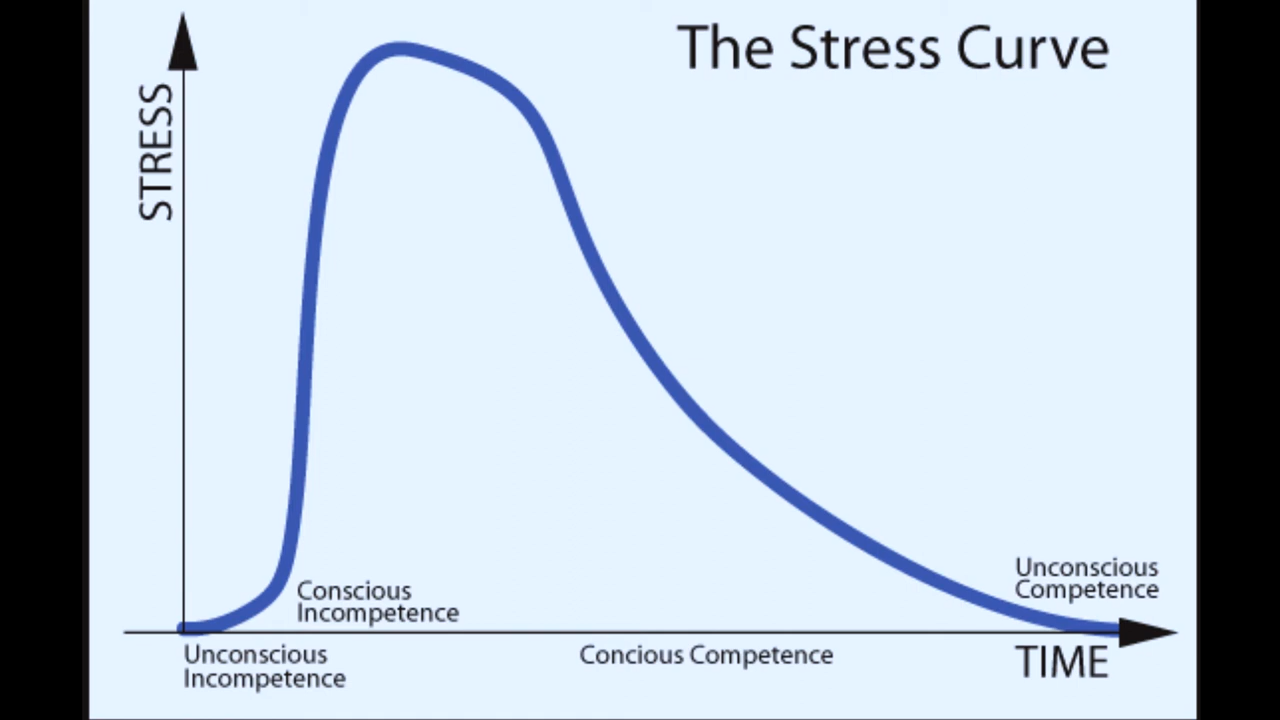 The Stress Curve
STRESS
Conscious
Incompetence
Unconscious
Competence
Unconscious
Incompetence
Concious Competence
TIME